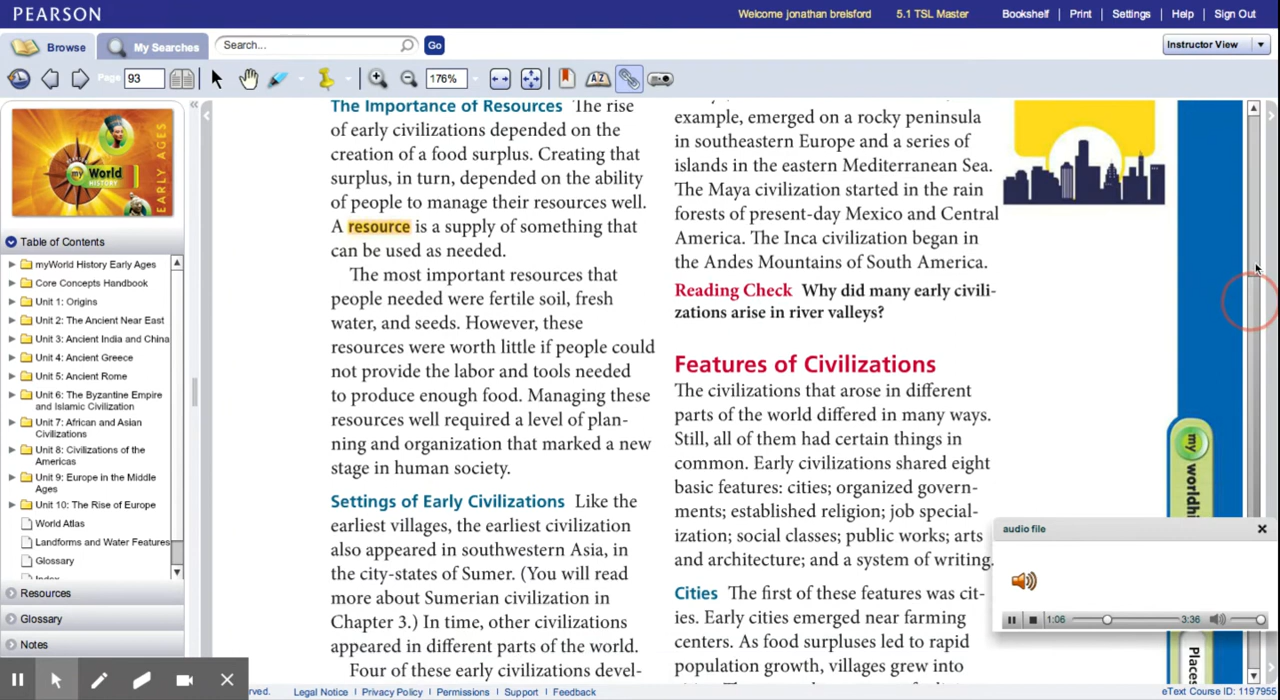 PEARSON
Welcome jonathan brelsford
5.1 TSL Master
Bookshelf | Print | Settings | Help | Sign Out
Browse
My Searches
Search...
Go
Instructor View
Page 93
176%
my World
HISTORY
EARLY AGES
Table of Contents
myWorld History Early Ages
Core Concepts Handbook
Unit 1: Origins
Unit 2: The Ancient Near East
Unit 3: Ancient India and China
Unit 4: Ancient Greece
Unit 5: Ancient Rome
Unit 6: The Byzantine Empire
and Islamic Civilization
Unit 7: African and Asian
Civilizations
Unit 8: Civilizations of the
Americas
Unit 9: Europe in the Middle
Ages
Unit 10: The Rise of Europe
World Atlas
Landforms and Water Features
Glossary
Index
Resources
Glossary
Notes
The Importance of Resources The rise
of early civilizations depended on the
creation of a food surplus. Creating that
surplus, in turn, depended on the ability
of people to manage their resources well.
A resource is a supply of something that
can be used as needed.
The most important resources that
people needed were fertile soil, fresh
water, and seeds. However, these
resources were worth little if people could
not provide the labor and tools needed
to produce enough food. Managing these
resources well required a level of plan-
ning and organization that marked a new
stage in human society.
Settings of Early Civilizations Like the
earliest villages, the earliest civilization
also appeared in southwestern Asia, in
the city-states of Sumer. (You will read
more about Sumerian civilization in
Chapter 3.) In time, other civilizations
appeared in different parts of the world.
Four of these early civilizations devel-
example, emerged on a rocky peninsula
in southeastern Europe and a series of
islands in the eastern Mediterranean Sea.
The Maya civilization started in the rain
forests of present-day Mexico and Central
America. The Inca civilization began in
the Andes Mountains of South America.
Reading Check Why did many early civili-
zations arise in river valleys?
Features of Civilizations
The civilizations that arose in different
parts of the world differed in many ways.
Still, all of them had certain things in
common. Early civilizations shared eight
basic features: cities; organized govern-
ments; established religion; job special-
ization; social classes; public works; arts
and architecture; and a system of writing.
Cities The first of these features was cit-
ies. Early cities emerged near farming
centers. As food surpluses led to rapid
population growth, villages grew into
my worldhi
Places
audio file
1:06
3:36
rved.
Legal Notice | Privacy Policy | Permissions | Support | Feedback
eText Course ID: 1197955